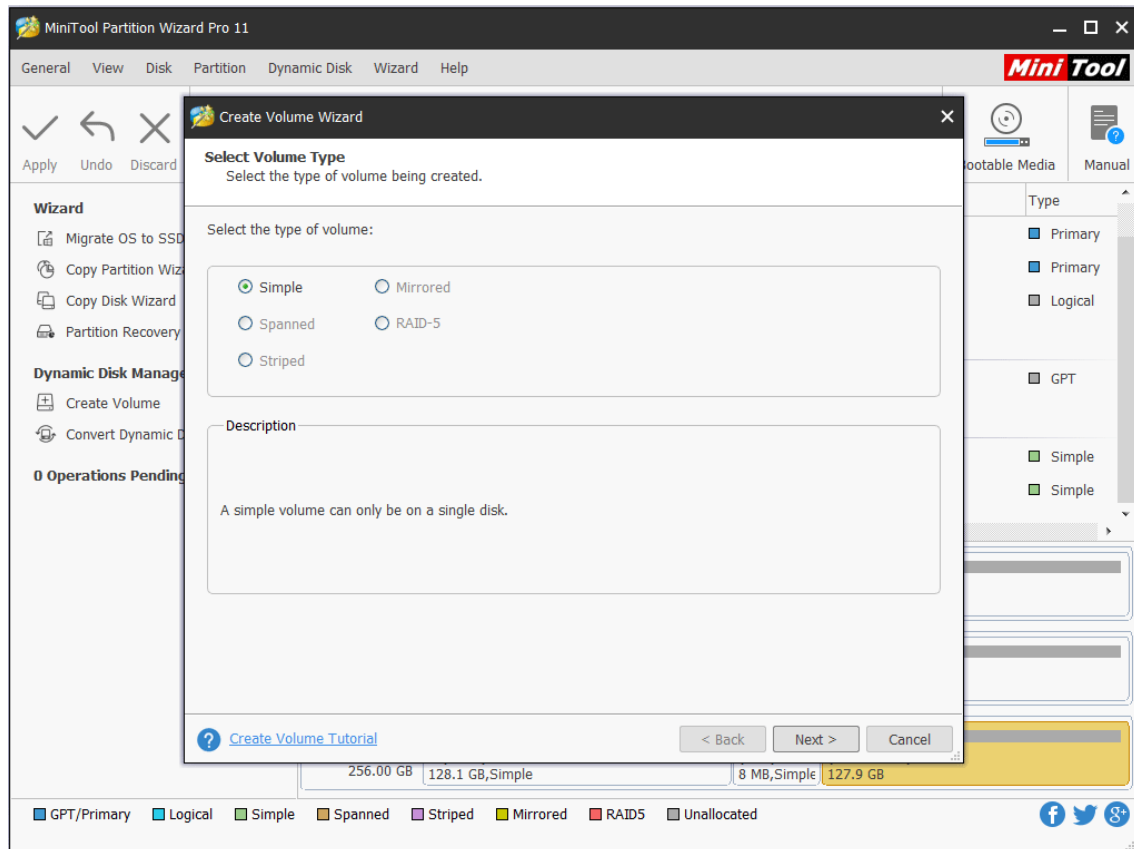 MiniTool Partition Wizard Pro 11
General View Disk Partition Dynamic Disk Wizard Help
Mini Tool
Apply Undo Discard
ootable Media Manual
Create Volume Wizard
Select Volume Type
Select the type of volume being created.
Wizard
Migrate OS to SSD
Copy Partition Wiz
Copy Disk Wizard
Partition Recovery
Dynamic Disk Manage
Create Volume
Convert Dynamic D
0 Operations Pending
Select the type of volume:
Simple Mirrored
Spanned RAID-5
Striped
Description
A simple volume can only be on a single disk.
Create Volume Tutorial
< Back Next > Cancel
Type
Primary
Primary
Logical
GPT
Simple
Simple
256.00 GB 128.1 GB,Simple 8 MB,Simple 127.9 GB
GPT/Primary Logical Simple Spanned Striped Mirrored RAID5 Unallocated